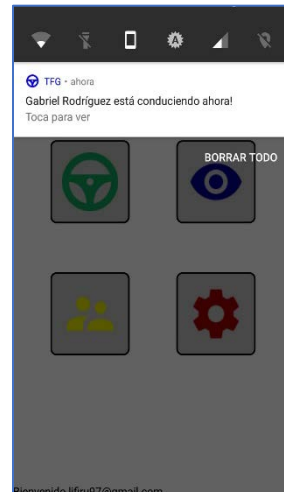 TFG • ahora
Gabriel Rodríguez está conduciendo ahora!
Toca para ver
BORRAR TODO